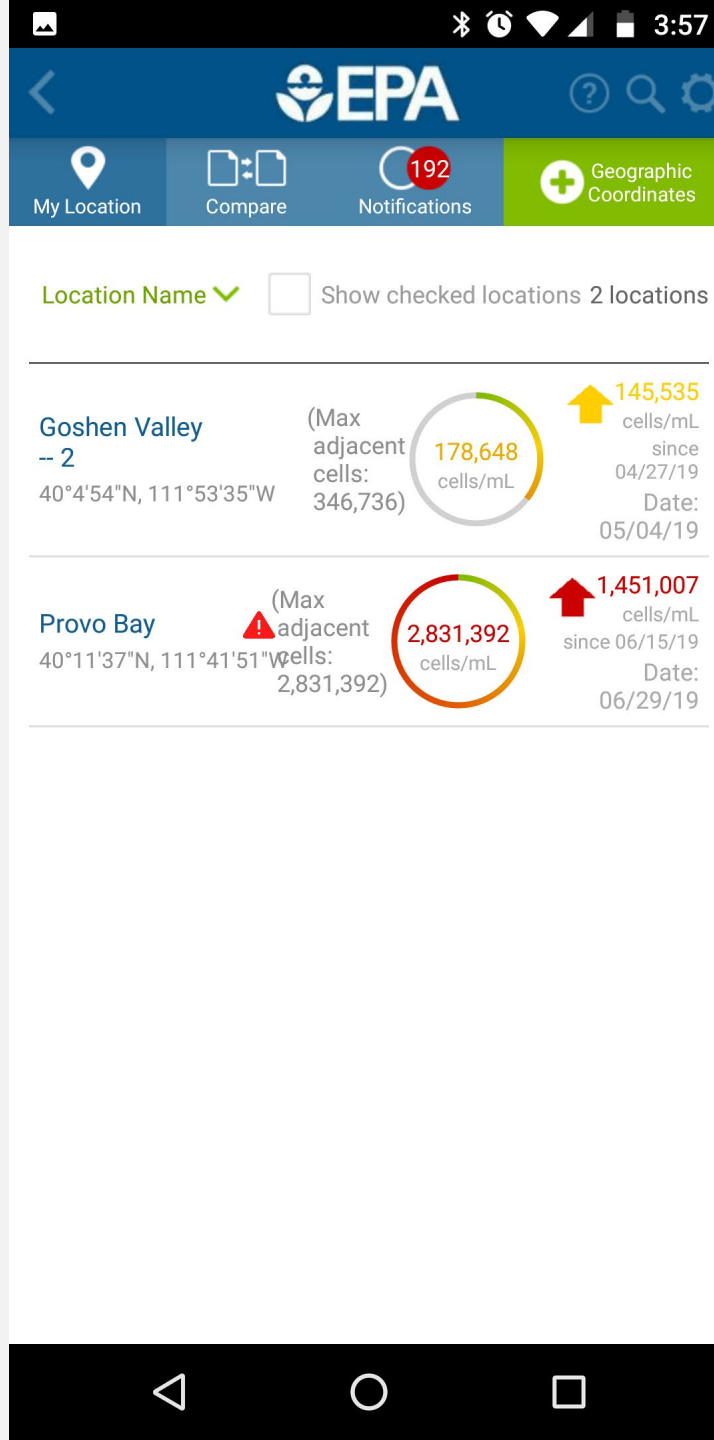 3:57
EPA
?
My Location
Compare
192
Notifications
Geographic
Coordinates
Location Name
Show checked locations
2 locations
Goshen Valley
-- 2
40°4'54"N, 111°53'35"W
(Max
adjacent
cells:
346,736)
178,648
cells/mL
145,535
cells/mL
since
04/27/19
Date:
05/04/19
Provo Bay
40°11'37"N, 111°41'51"W
!
(Max
adjacent
cells:
2,831,392)
2,831,392
cells/mL
1,451,007
cells/mL
since 06/15/19
Date:
06/29/19